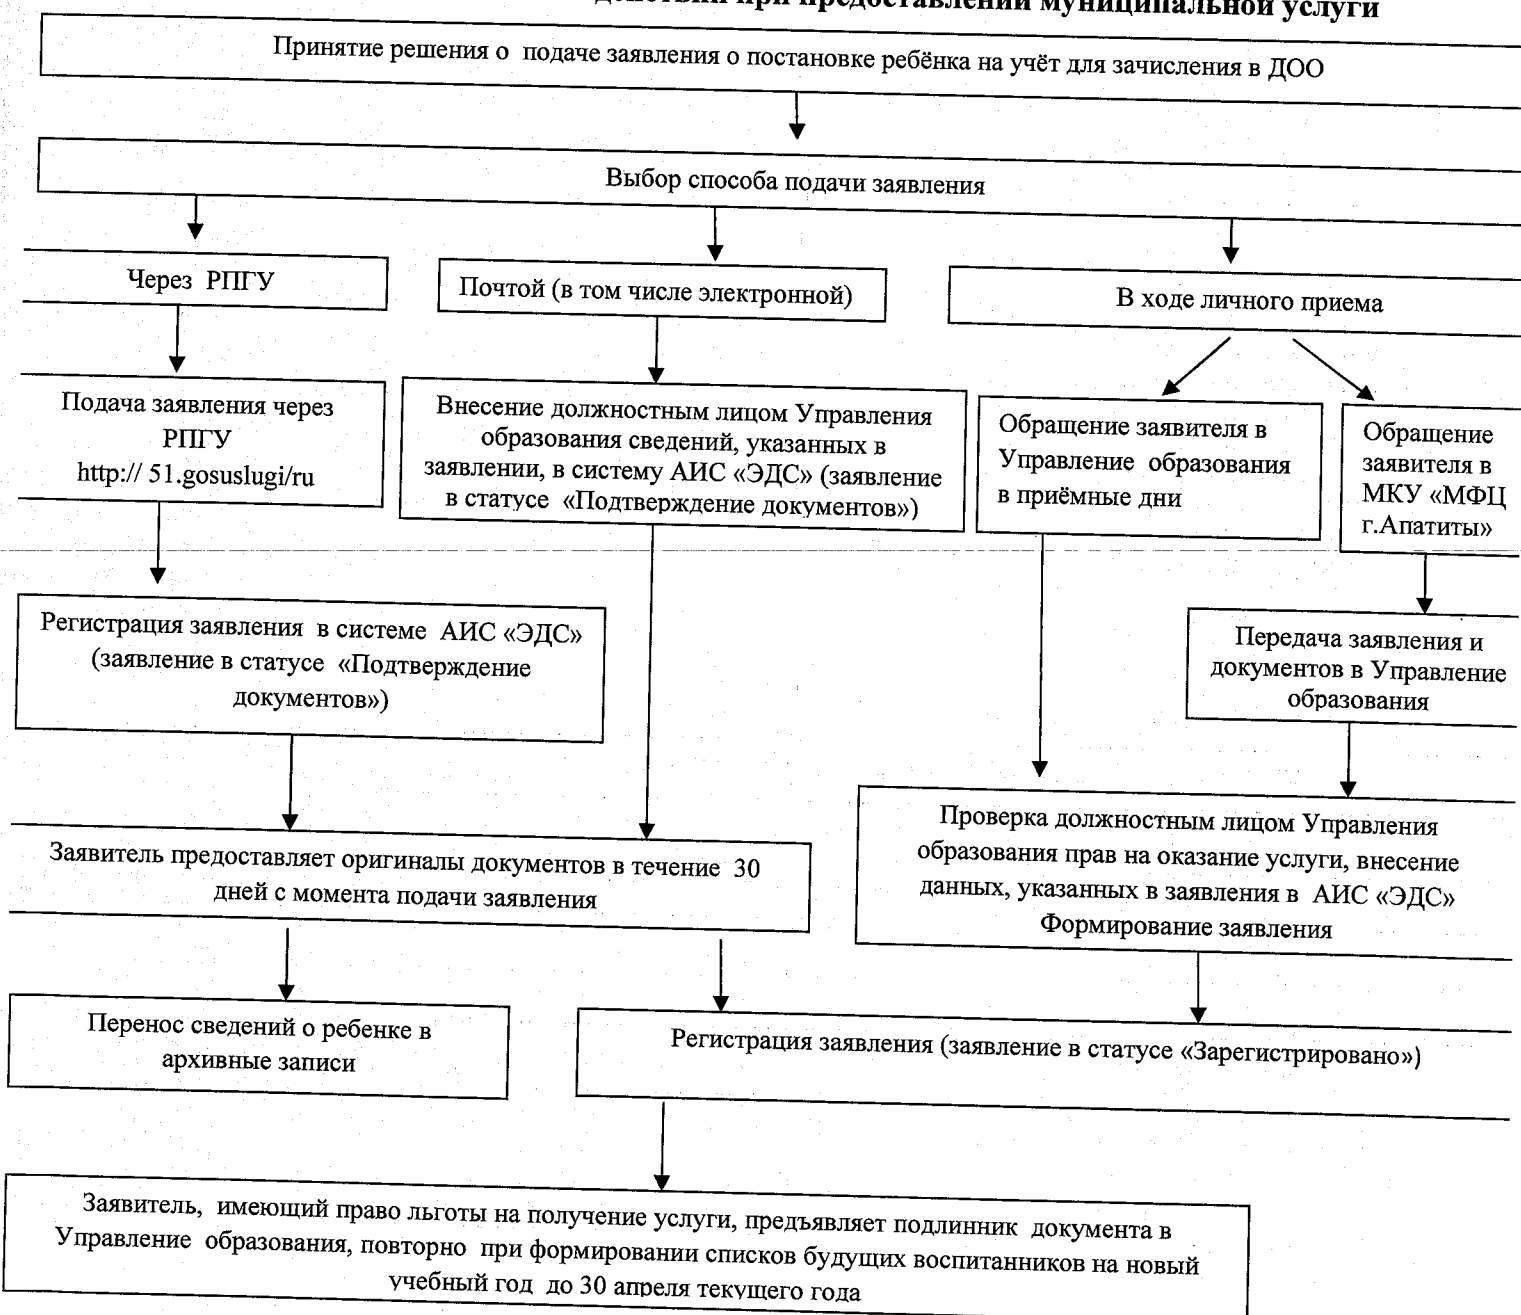 при предоставлении муниципальной услуги
Принятие решения о подаче заявления о постановке ребёнка на учёт для зачисления в ДОО
Выбор способа подачи заявления
Через РПГУ
Почтой (в том числе электронной)
В ходе личного приема
Подача заявления через
РПГУ
http:// 51.gosuslugi/ru
Внесение должностным лицом Управления
образования сведений, указанных в
заявлении, в систему АИС «ЭДС» (заявление
в статусе «Подтверждение документов»)
Обращение заявителя в
Управление образования
в приёмные дни
Обращение
заявителя в
МКУ «МФЦ
г.Апатиты»
Регистрация заявления в системе АИС «ЭДС»
(заявление в статусе «Подтверждение
документов»)
Передача заявления и
документов в Управление
образования
Заявитель предоставляет оригиналы документов в течение 30
дней с момента подачи заявления
Проверка должностным лицом Управления
образования прав на оказание услуги, внесение
данных, указанных в заявления в АИС «ЭДС»
Формирование заявления
Перенос сведений о ребенке в
архивные записи
Регистрация заявления (заявление в статусе «Зарегистрировано»)
Заявитель, имеющий право льготы на получение услуги, предъявляет подлинник документа в
Управление образования, повторно при формировании списков будущих воспитанников на новый
учебный год до 30 апреля текущего года